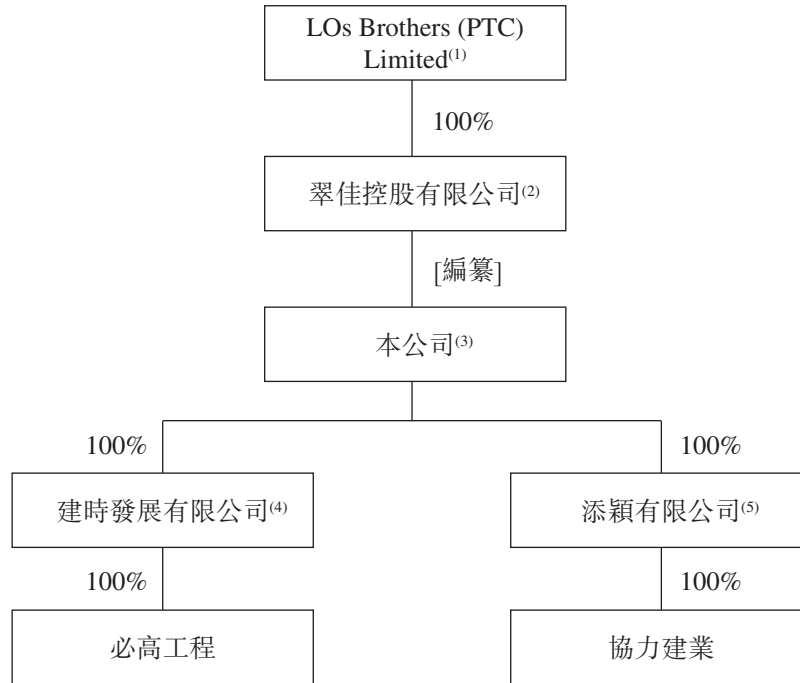 LOs Brothers (PTC)
Limited(1)
100%
翠佳控股有限公司(2)
[編纂]
本公司(3)
100% 100%
建時發展有限公司(4) 添穎有限公司(5)
100% 100%
必高工程 協力建業